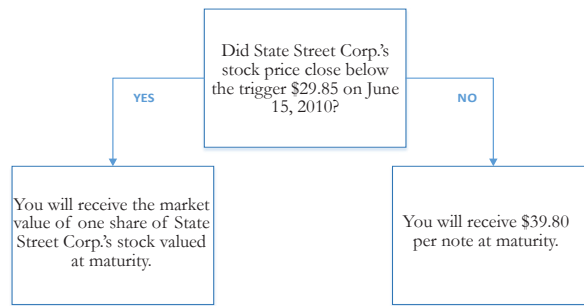 Did State Street Corp.'s
stock price close below
the trigger $29.85 on June
15, 2010?
YES
NO
You will receive the market
value of one share of State
Street Corp.'s stock valued
at maturity.
You will receive $39.80
per note at maturity.